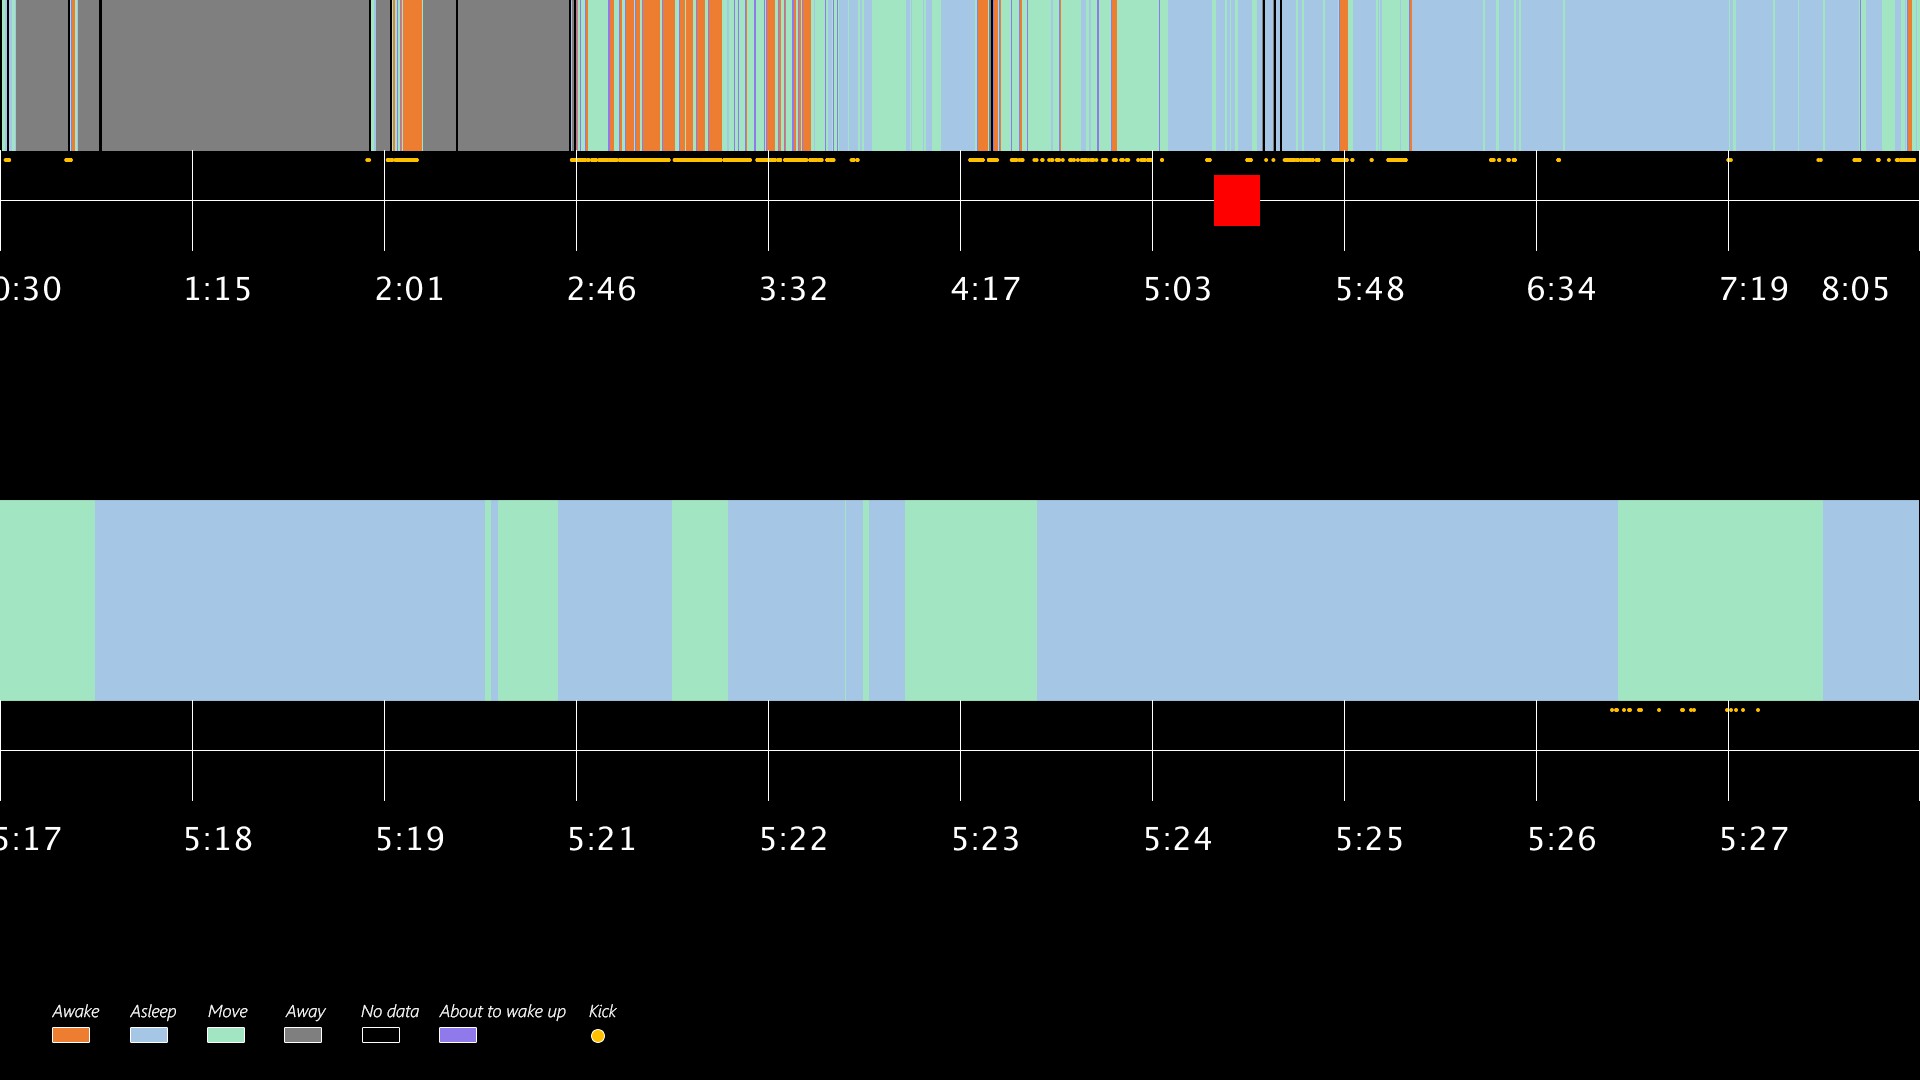 0:30 1:15 2:01 2:46 3:32 4:17 5:03 5:48 6:34 7:19 8:05
5:17 5:18 5:19 5:21 5:22 5:23 5:24 5:25 5:26 5:27
Awake Asleep Move Away No data About to wake up Kick